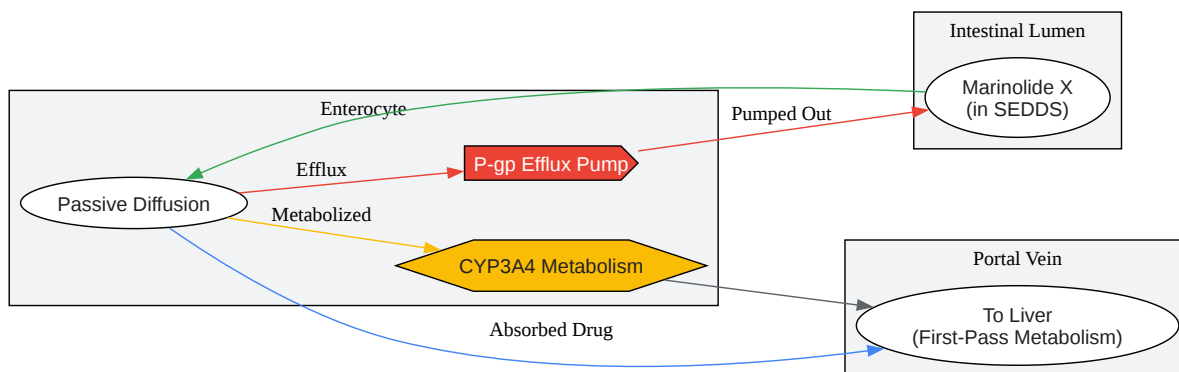 Intestinal Lumen
Marinolide X
(in SEDDS)
Enterocyte
Pumped Out
Efflux
P-gp Efflux Pump
Passive Diffusion
Metabolized
CYP3A4 Metabolism
Portal Vein
To Liver
(First-Pass Metabolism)
Absorbed Drug